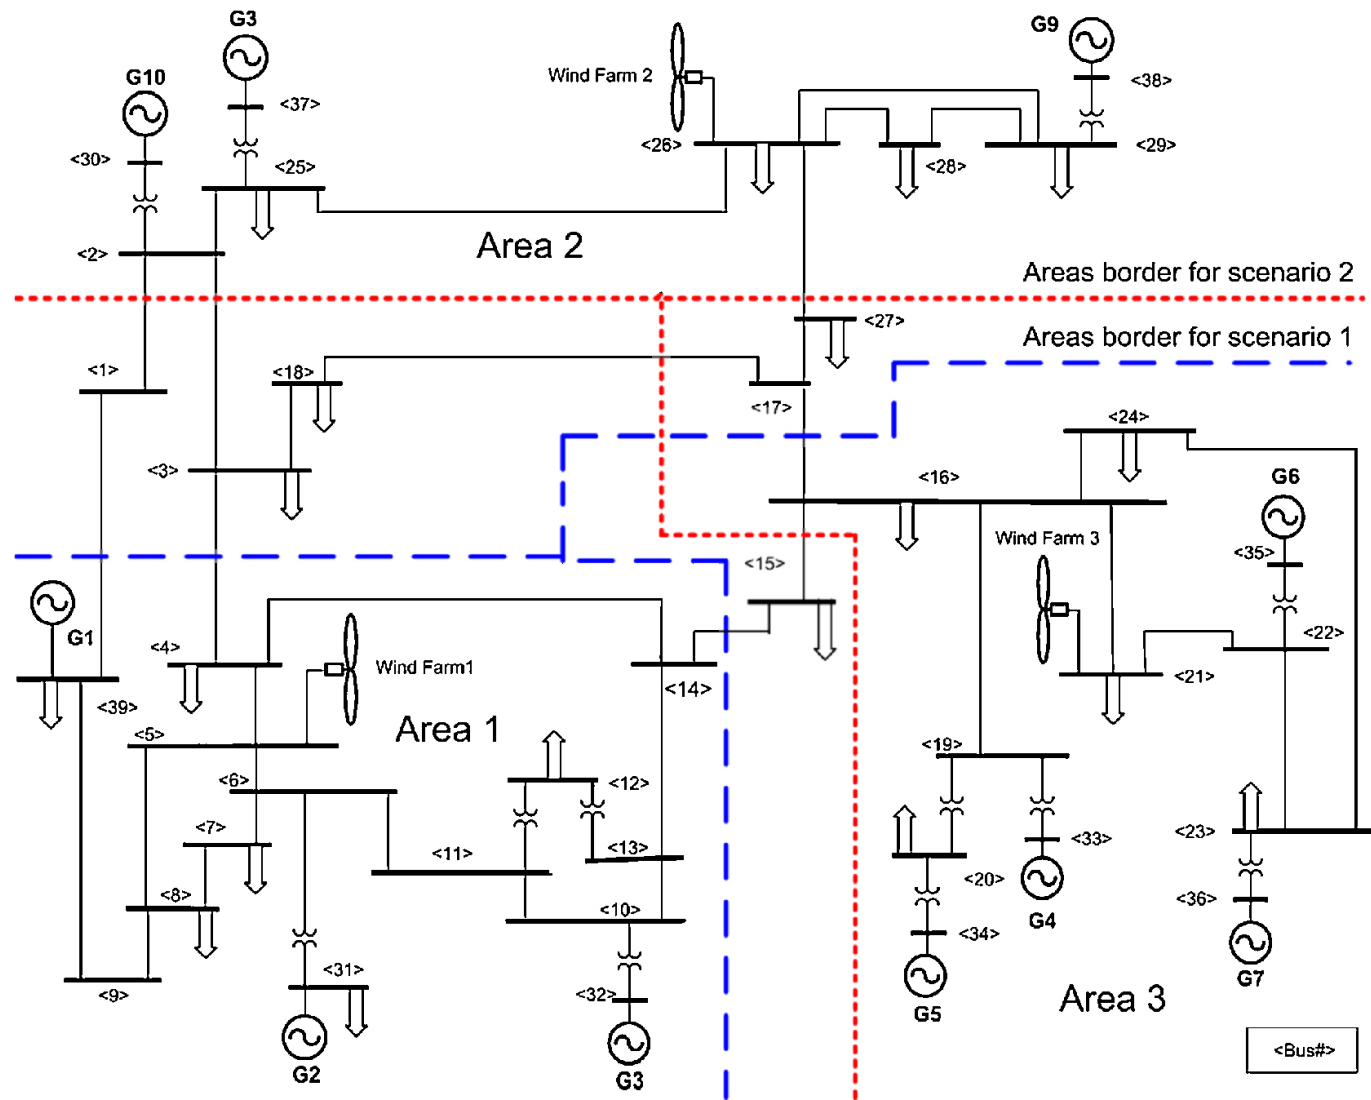 G3
G9
G10
Wind Farm 2
<37>
<38>
<30>
<25>
<26>
<28>
<29>
<2>
Area 2
Areas border for scenario 2
<27>
Areas border for scenario 1
<1>
<18>
<17>
<24>
<3>
<16>
G6
Wind Farm 3
<35>
<15>
G1
<4>
Wind Farm1
<22>
<14>
<21>
<39>
<5>
Area 1
<19>
<6>
<12>
<7>
<11>
<13>
<23>
<33>
<20>
<8>
<36>
<10>
G4
<34>
<31>
G7
<9>
<32>
Area 3
G5
<Bus#>
G2
G3